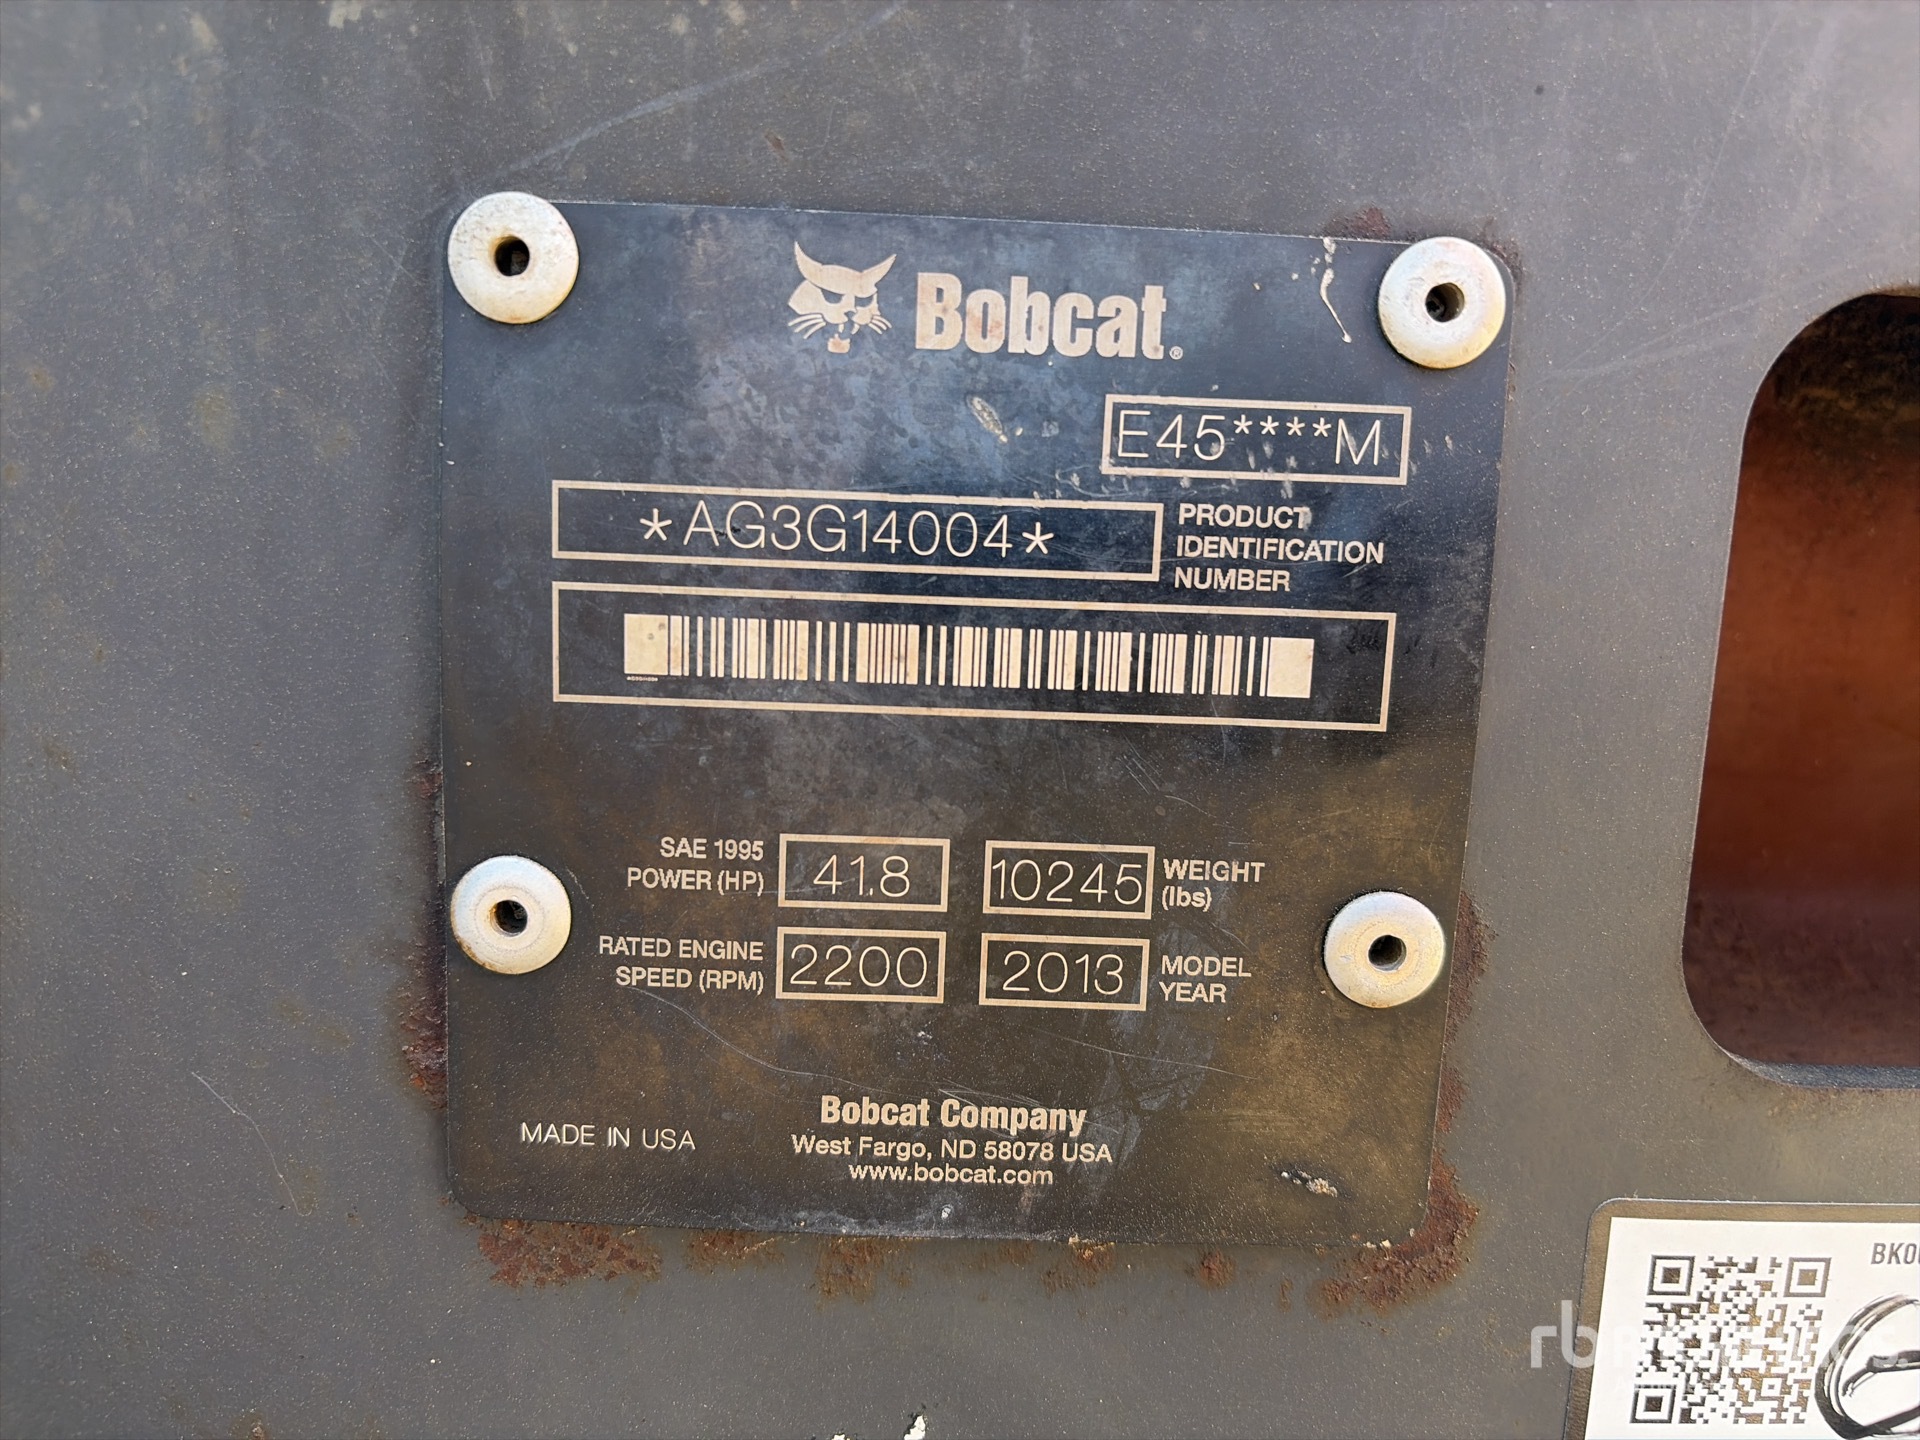 Bobcat®
E45****M
*AG3G14004*
PRODUCT
IDENTIFICATION
NUMBER
AG3G14004
SAE 1995
POWER (HP)
41.8
10245
WEIGHT
(lbs)
RATED ENGINE
SPEED (RPM)
2200
2013
MODEL
YEAR
MADE IN USA
Bobcat Company
West Fargo, ND 58078 USA
www.bobcat.com